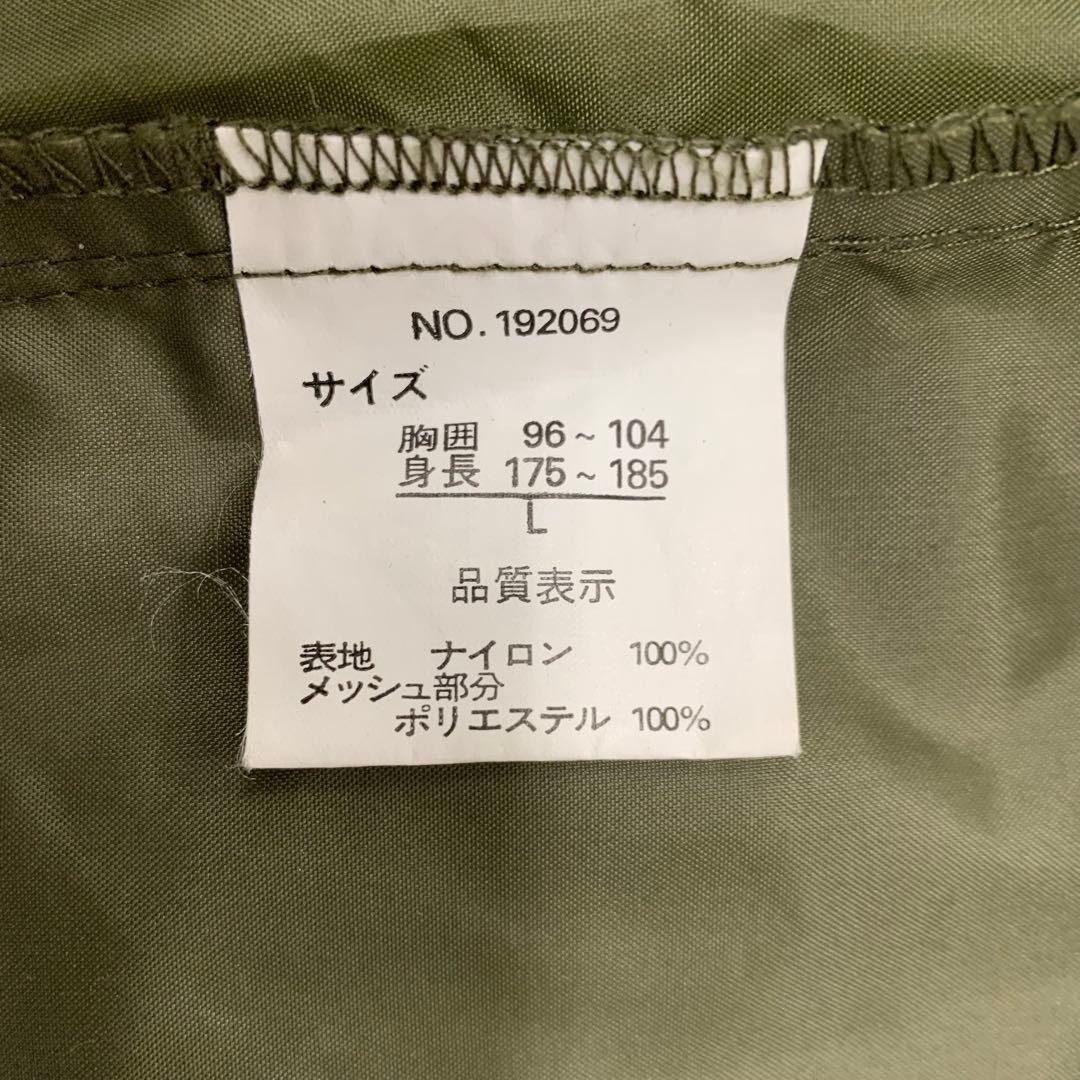 NO. 192069
サイズ
胸囲 96～104
身長 175～185
L
品質表示
表地 ナイロン 100%
メッシュ部分
ポリエステル 100%